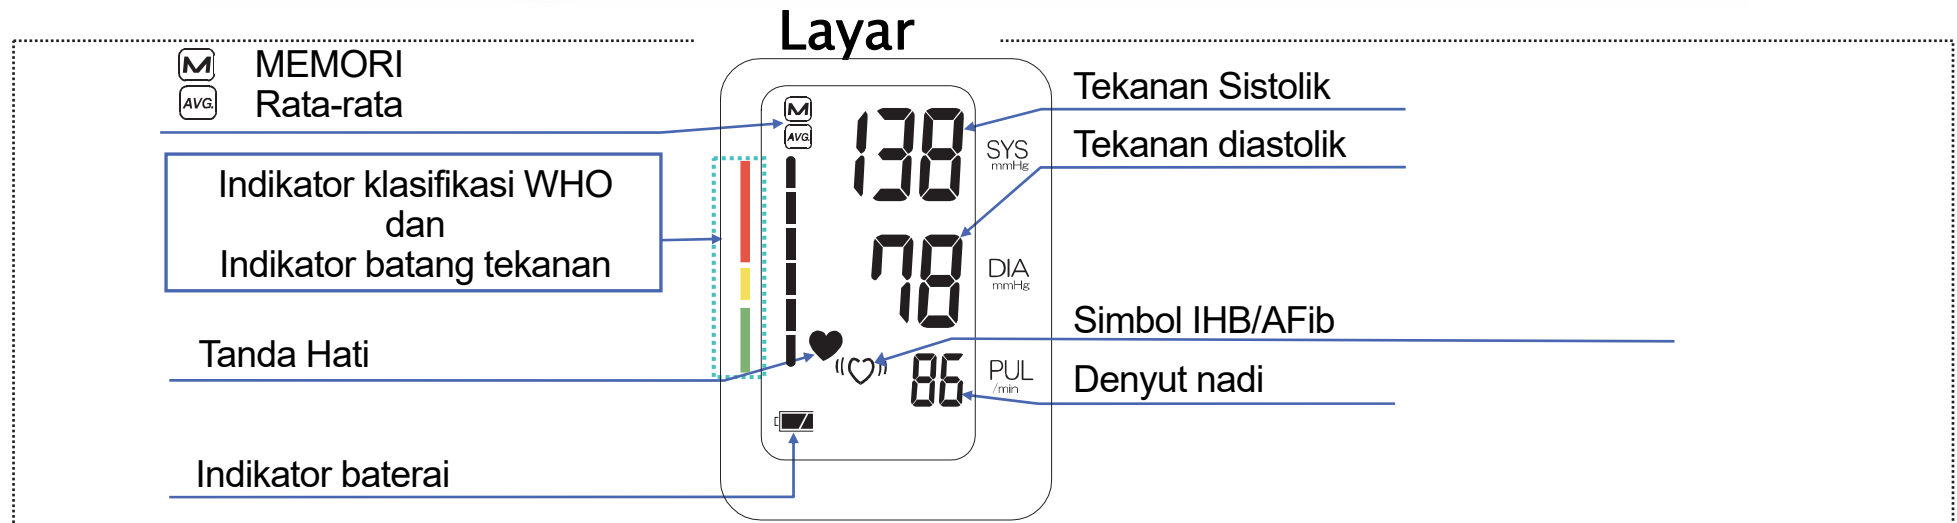 Layar
M MEMORI
AVG. Rata-rata
Indikator klasifikasi WHO
dan
Indikator batang tekanan
Tanda Hati
Indikator baterai
M
AVG.
138
SYS
mmHg
78
DIA
mmHg
86
PUL
/min
Tekanan Sistolik
Tekanan diastolik
Simbol IHB/AFib
Denyut nadi